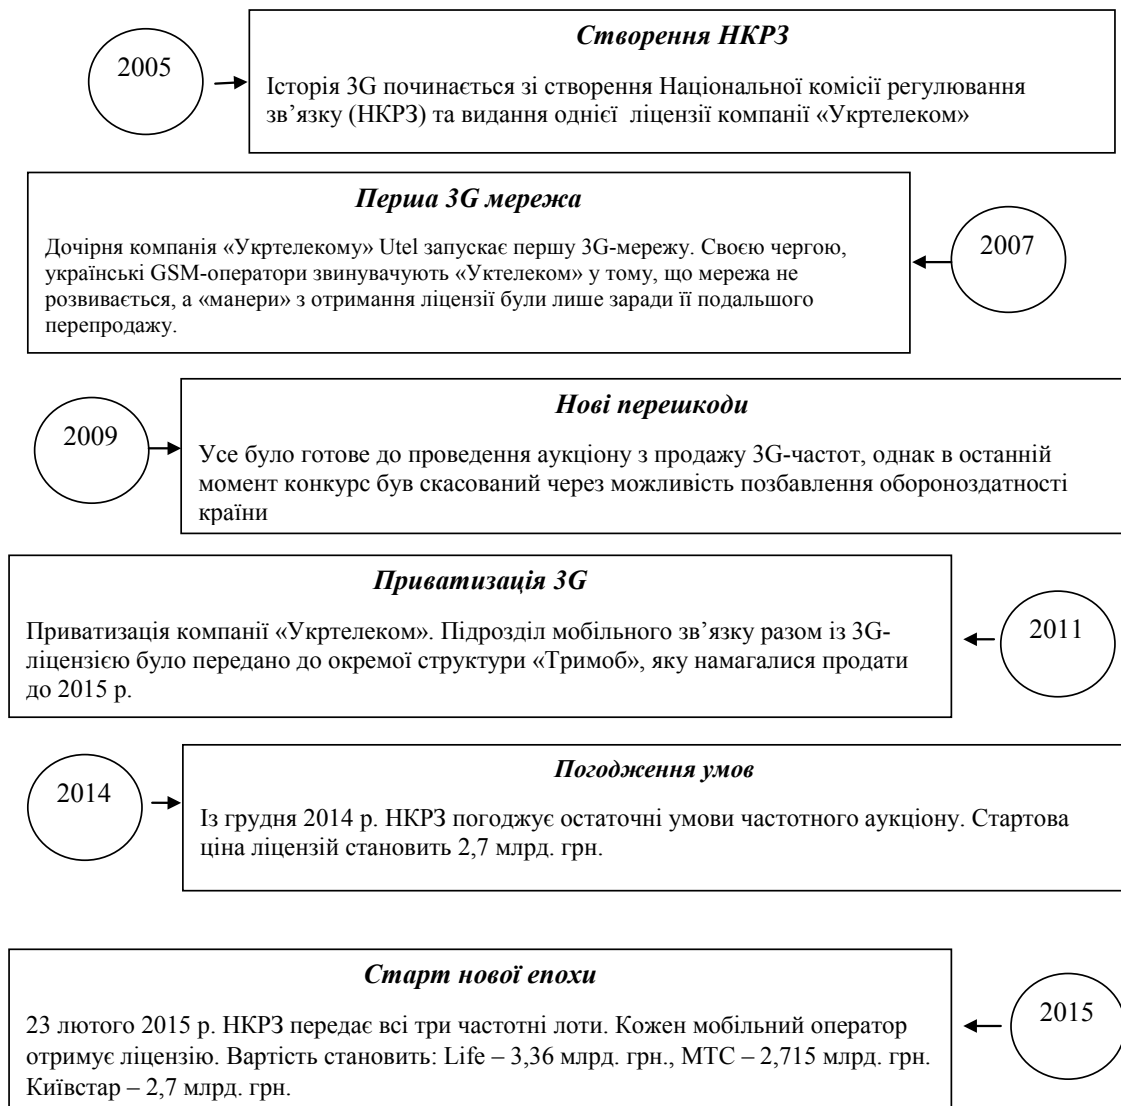 Створення НКРЗ
2005
Історія 3G починається зі створення Національної комісії регулювання
зв’язку (НКРЗ) та видання однієї ліцензії компанії «Укртелеком»
Перша 3G мережа
Дочірня компанія «Укртелекому» Utel запускає першу 3G-мережу. Своєю чергою,
українські GSM-оператори звинувачують «Уктелеком» у тому, що мережа не
розвивається, а «манери» з отримання ліцензії були лише заради її подальшого
перепродажу.
2007
Нові перешкоди
2009
Усе було готове до проведення аукціону з продажу 3G-частот, однак в останній
момент конкурс був скасований через можливість позбавлення обороноздатності
країни
Приватизація 3G
Приватизація компанії «Укртелеком». Підрозділ мобільного зв’язку разом із 3G-
ліцензією було передано до окремої структури «Тримоб», яку намагалися продати
до 2015 р.
2011
Погодження умов
2014
Із грудня 2014 р. НКРЗ погоджує остаточні умови частотного аукціону. Стартова
ціна ліцензій становить 2,7 млрд. грн.
Старт нової епохи
23 лютого 2015 р. НКРЗ передає всі три частотні лоти. Кожен мобільний оператор
отримує ліцензію. Вартість становить: Life – 3,36 млрд. грн., МТС – 2,715 млрд. грн.
Київстар – 2,7 млрд. грн.
2015